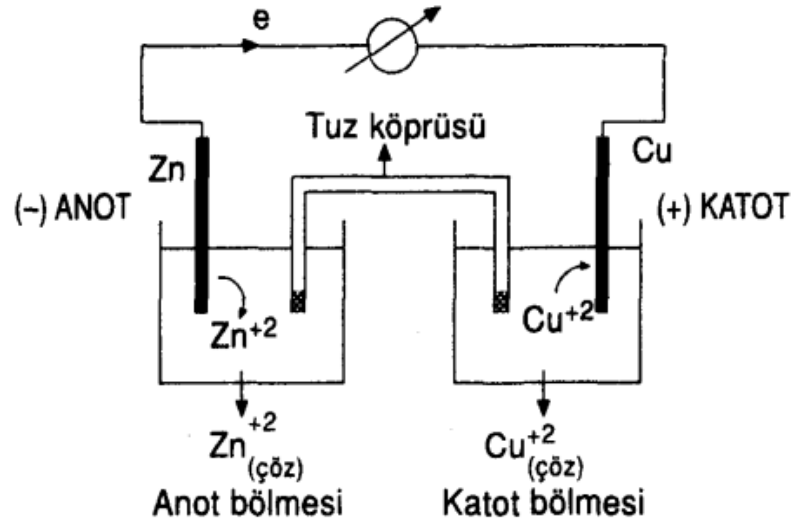 e
Tuz köprüsü
Zn
Cu
(–) ANOT
(+) KATOT
Zn+2
Cu+2
Zn+2(çöz)
Cu+2(çöz)
Anot bölmesi
Katot bölmesi